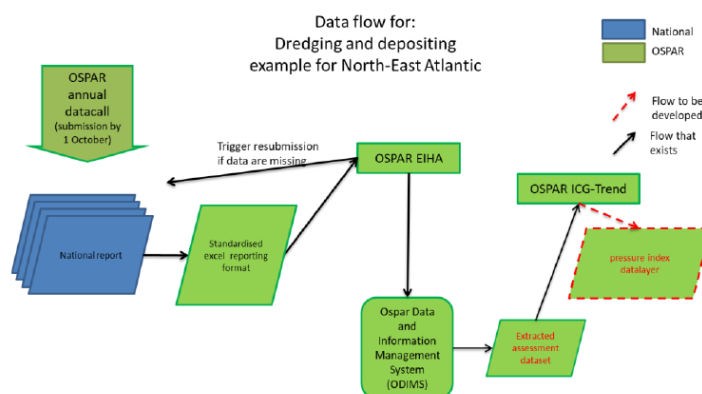 Data flow for:
Dredging and depositing
example for North-East Atlantic
National
OSPAR
Flow to be
developed
Flow that
exists
OSPAR
annual
datacall
(submission by
1 October)
Trigger resubmission
if data are missing
OSPAR EIHA
OSPAR ICG-Trend
National report
Standardised
excel reporting
format
pressure index
datalayer
Ospar Data and
Information
Management
System
(ODIMS)
Extracted
assessment
dataset